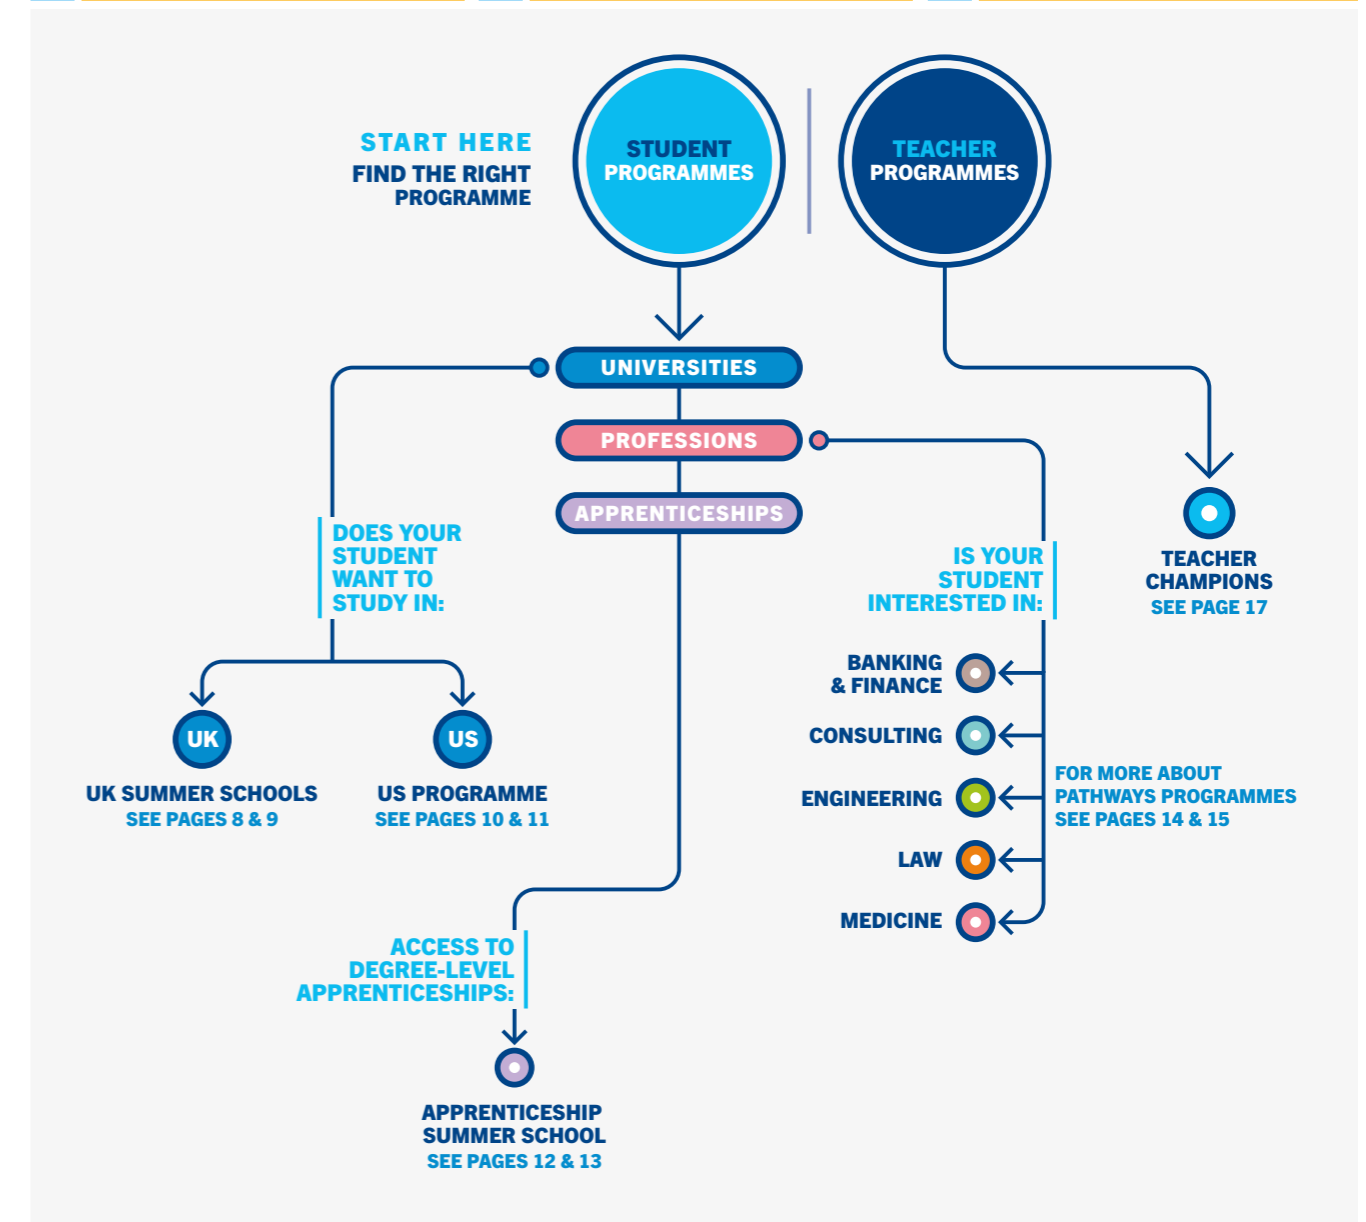 START HERE
FIND THE RIGHT
PROGRAMME
STUDENT
PROGRAMMES
TEACHER
PROGRAMMES
UNIVERSITIES
PROFESSIONS
APPRENTICESHIPS
DOES YOUR
STUDENT
WANT TO
STUDY IN:
UK
UK SUMMER SCHOOLS
SEE PAGES 8 & 9
US
US PROGRAMME
SEE PAGES 10 & 11
IS YOUR
STUDENT
INTERESTED IN:
BANKING
& FINANCE
CONSULTING
ENGINEERING
LAW
MEDICINE
FOR MORE ABOUT
PATHWAYS PROGRAMMES
SEE PAGES 14 & 15
TEACHER
CHAMPIONS
SEE PAGE 17
ACCESS TO
DEGREE-LEVEL
APPRENTICESHIPS:
APPRENTICESHIP
SUMMER SCHOOL
SEE PAGES 12 & 13